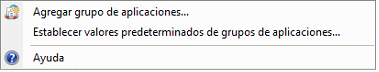 Agregar grupo de aplicaciones...
Establecer valores predeterminados de grupos de aplicaciones...
Ayuda